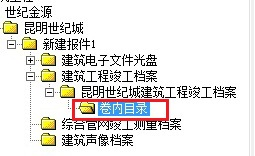 世纪金源
昆明世纪城
新建报件1
建筑电子文件光盘
建筑工程竣工档案
昆明世纪城建筑工程竣工档案
卷内目录
综合管网竣工测量档案
建筑声像档案